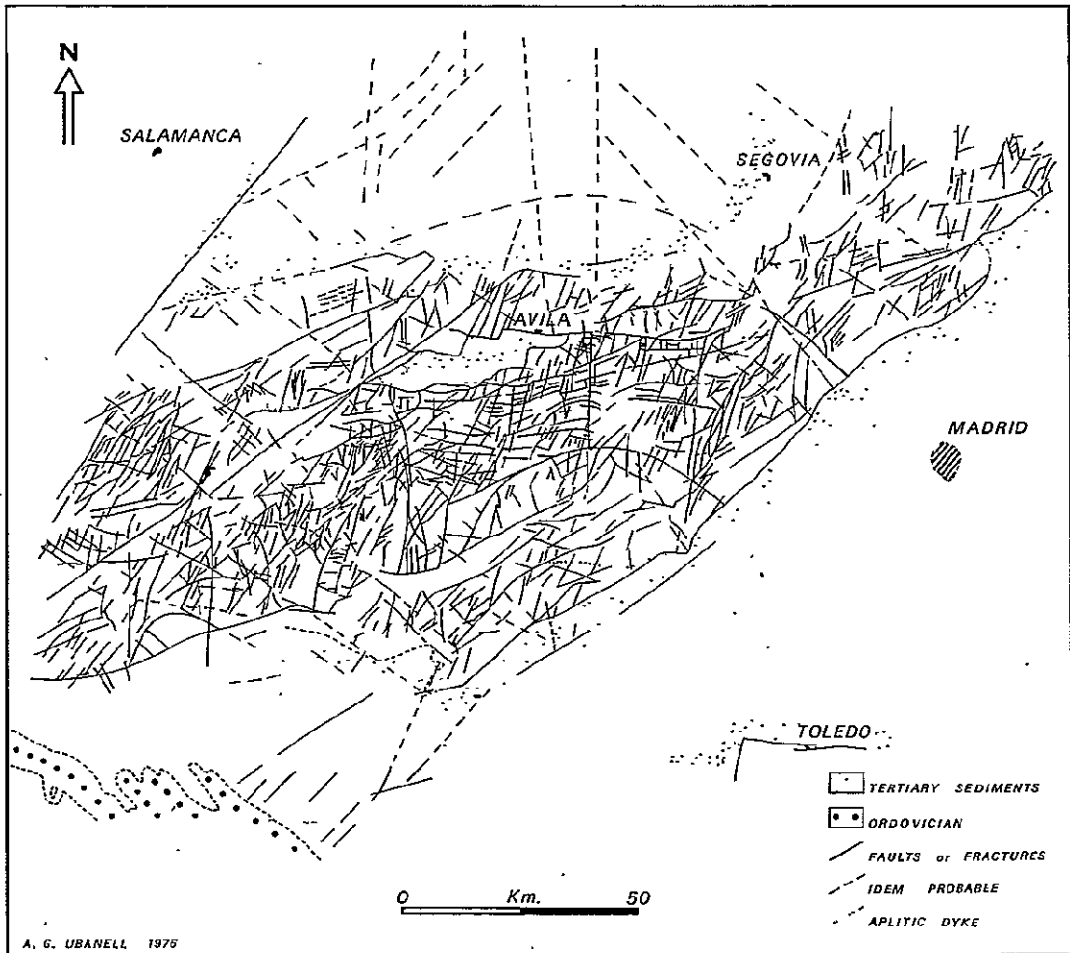 N
SALAMANCA
SEGOVIA
AVILA
MADRID
TOLEDO
TERTIARY SEDIMENTS
ORDOVICIAN
FAULTS or FRACTURES
IDEM PROBABLE
APLITIC DYKE
0 Km. 50
A. G. UBANELL 1976